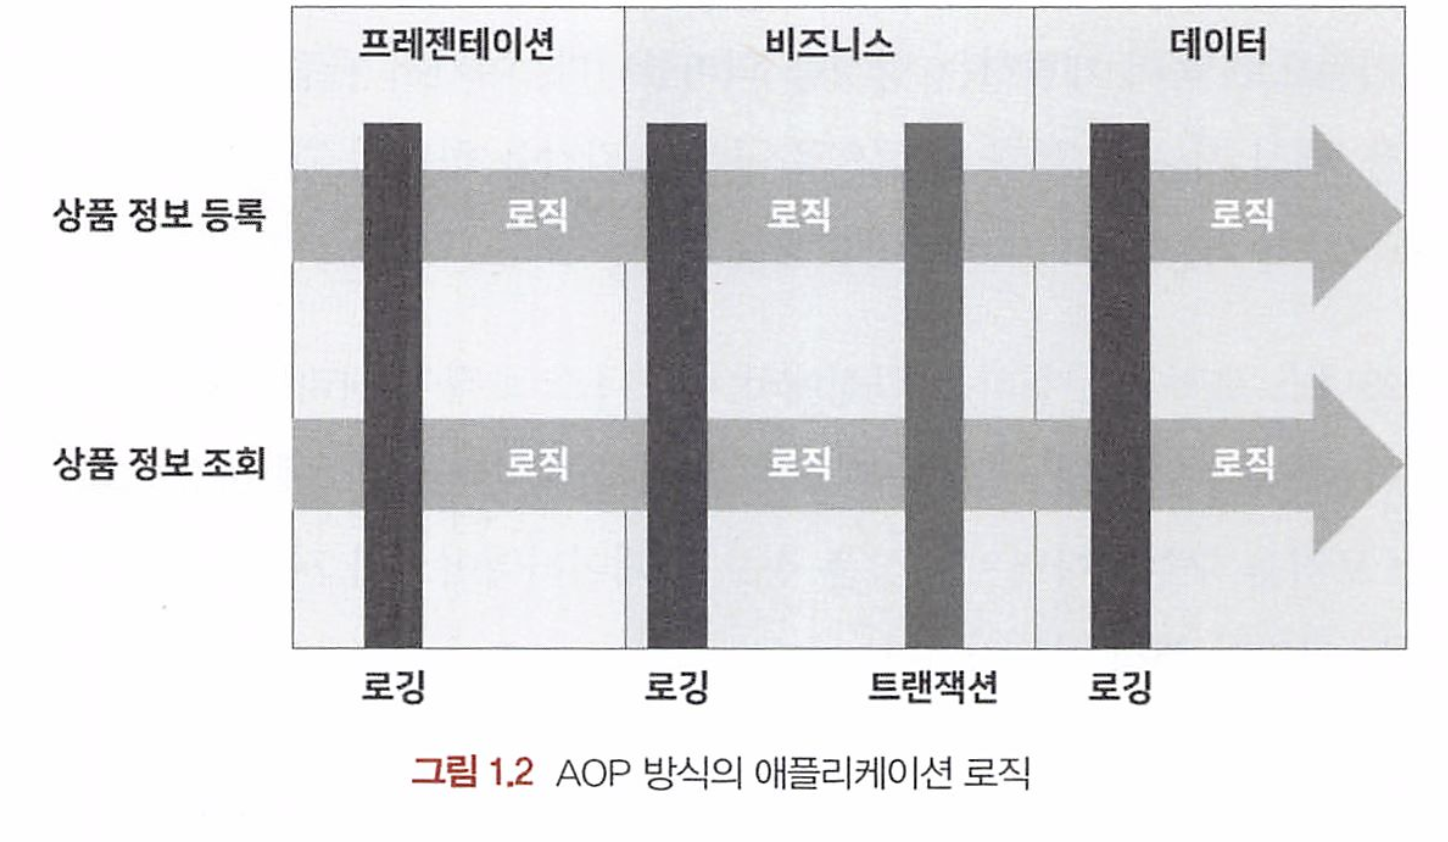 프레젠테이션 비즈니스 데이터
상품 정보 등록 로직 로직 로직
상품 정보 조회 로직 로직 로직
로깅 로깅 트랜잭션 로깅
그림 1.2 AOP 방식의 애플리케이션 로직